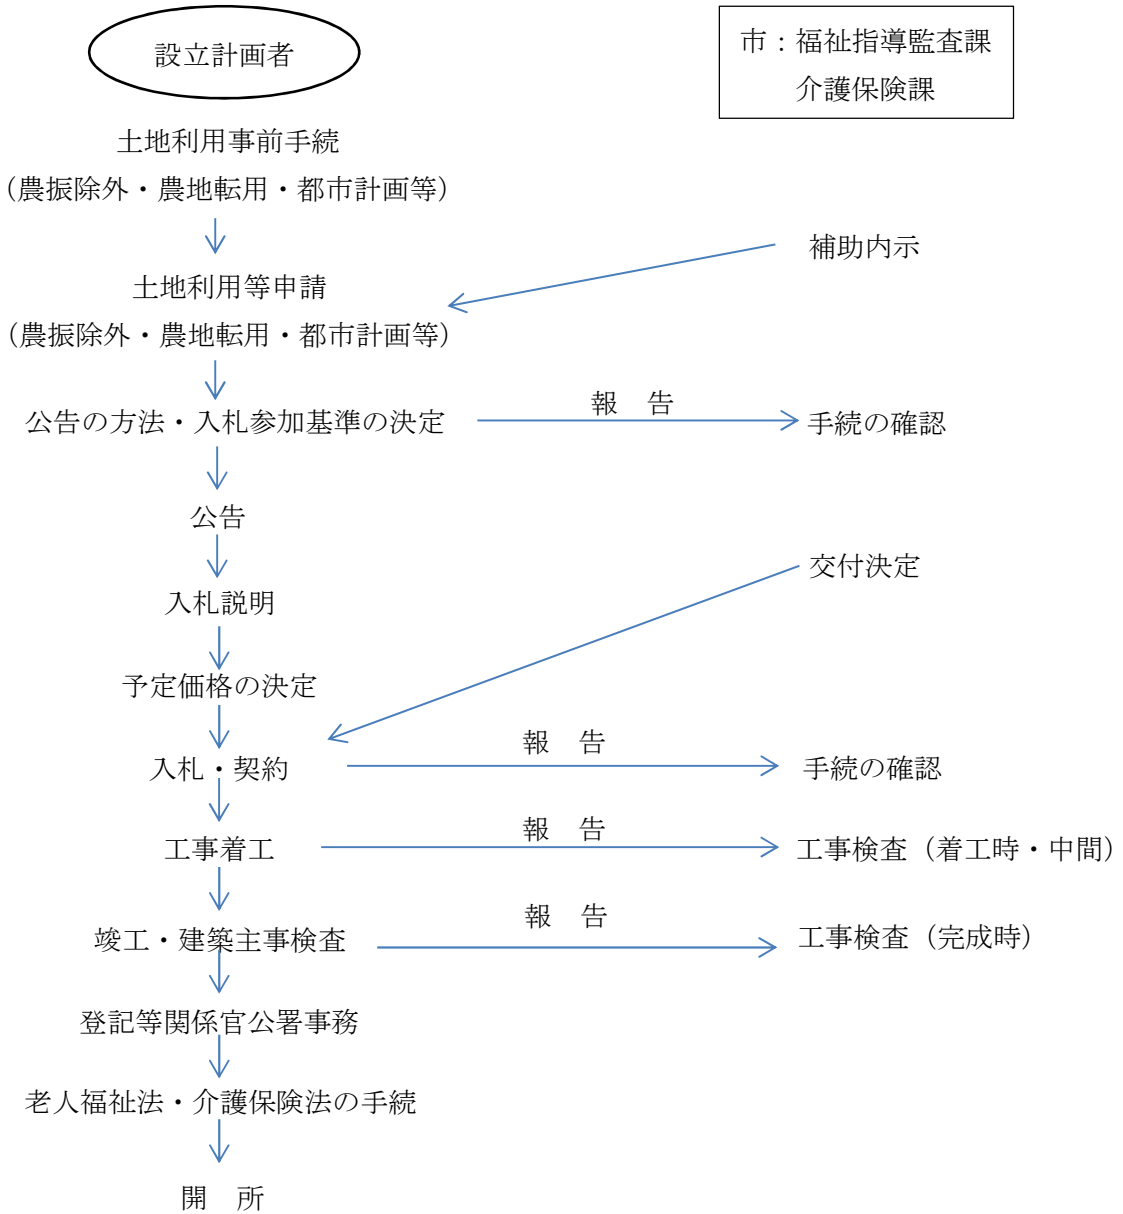 設立計画者
市：福祉指導監査課
介護保険課
土地利用事前手続
（農振除外・農地転用・都市計画等）
補助内示
土地利用等申請
（農振除外・農地転用・都市計画等）
報　告
公告の方法・入札参加基準の決定
手続の確認
公告
交付決定
入札説明
予定価格の決定
報　告
入札・契約
手続の確認
報　告
工事着工
工事検査（着工時・中間）
報　告
竣工・建築主事検査
工事検査（完成時）
登記等関係官公署事務
老人福祉法・介護保険法の手続
開　所